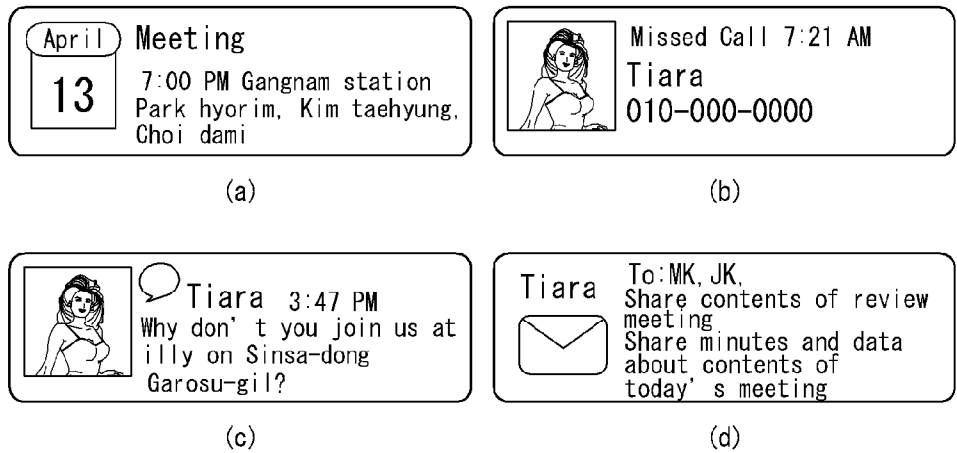 April
Meeting
13
7:00 PM Gangnam station
Park hyorim, Kim taehyung,
Choi dami
(a)
Missed Call 7:21 AM
Tiara
010-000-0000
(b)
Tiara 3:47 PM
Why don't you join us at
illy on Sinsa-dong
Garosu-gil?
(c)
Tiara
To:MK, JK,
Share contents of review
meeting
Share minutes and data
about contents of
today's meeting
(d)